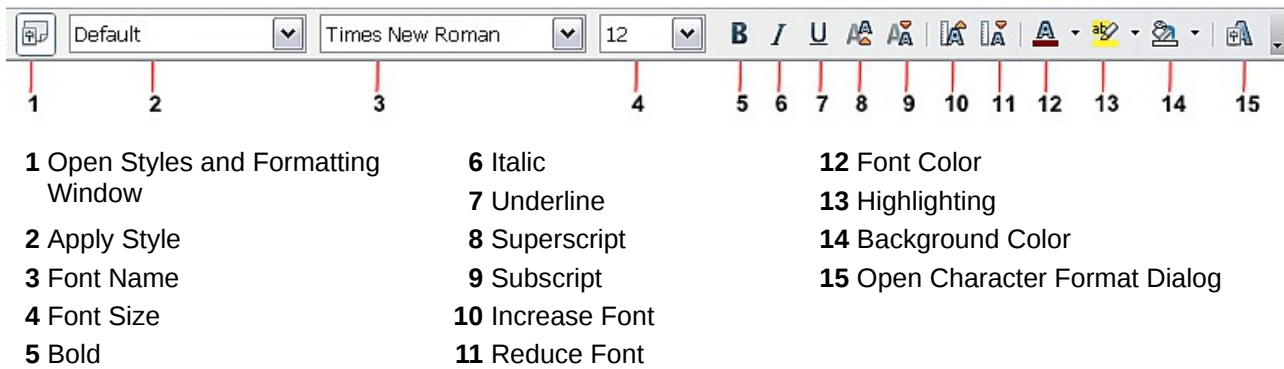 Default Times New Roman 12 B I U A A A A A ab A
1 2 3 4 5 6 7 8 9 10 11 12 13 14 15
1 Open Styles and Formatting
Window
2 Apply Style
3 Font Name
4 Font Size
5 Bold
6 Italic
7 Underline
8 Superscript
9 Subscript
10 Increase Font
11 Reduce Font
12 Font Color
13 Highlighting
14 Background Color
15 Open Character Format Dialog